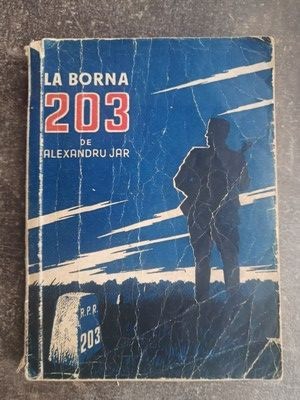 LA BORNA
203
DE
ALEXANDRU JAR
R.P.R.
203